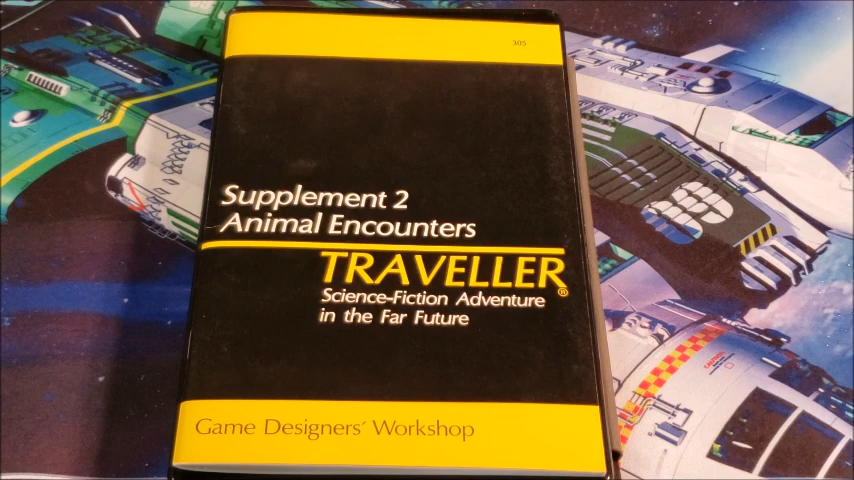 305
Supplement 2
Animal Encounters
TRAVELLER®
Science-Fiction Adventure
in the Far Future
Game Designers' Workshop